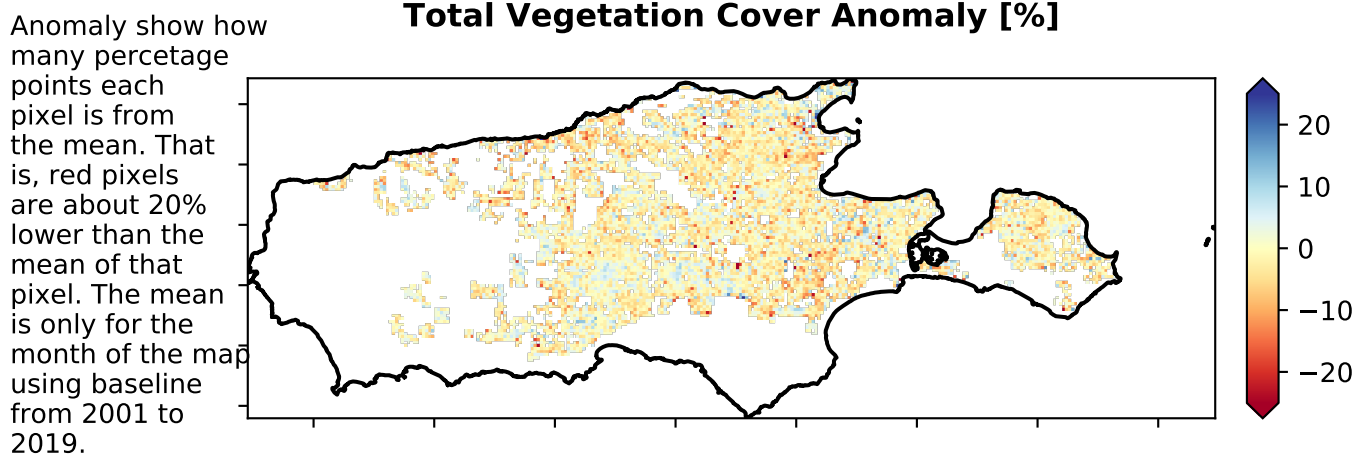 Total Vegetation Cover Anomaly [%]
Anomaly show how
many percetage
points each
pixel is from
the mean. That
is, red pixels
are about 20%
lower than the
mean of that
pixel. The mean
is only for the
month of the map
using baseline
from 2001 to
2019.
20
10
0
−10
−20